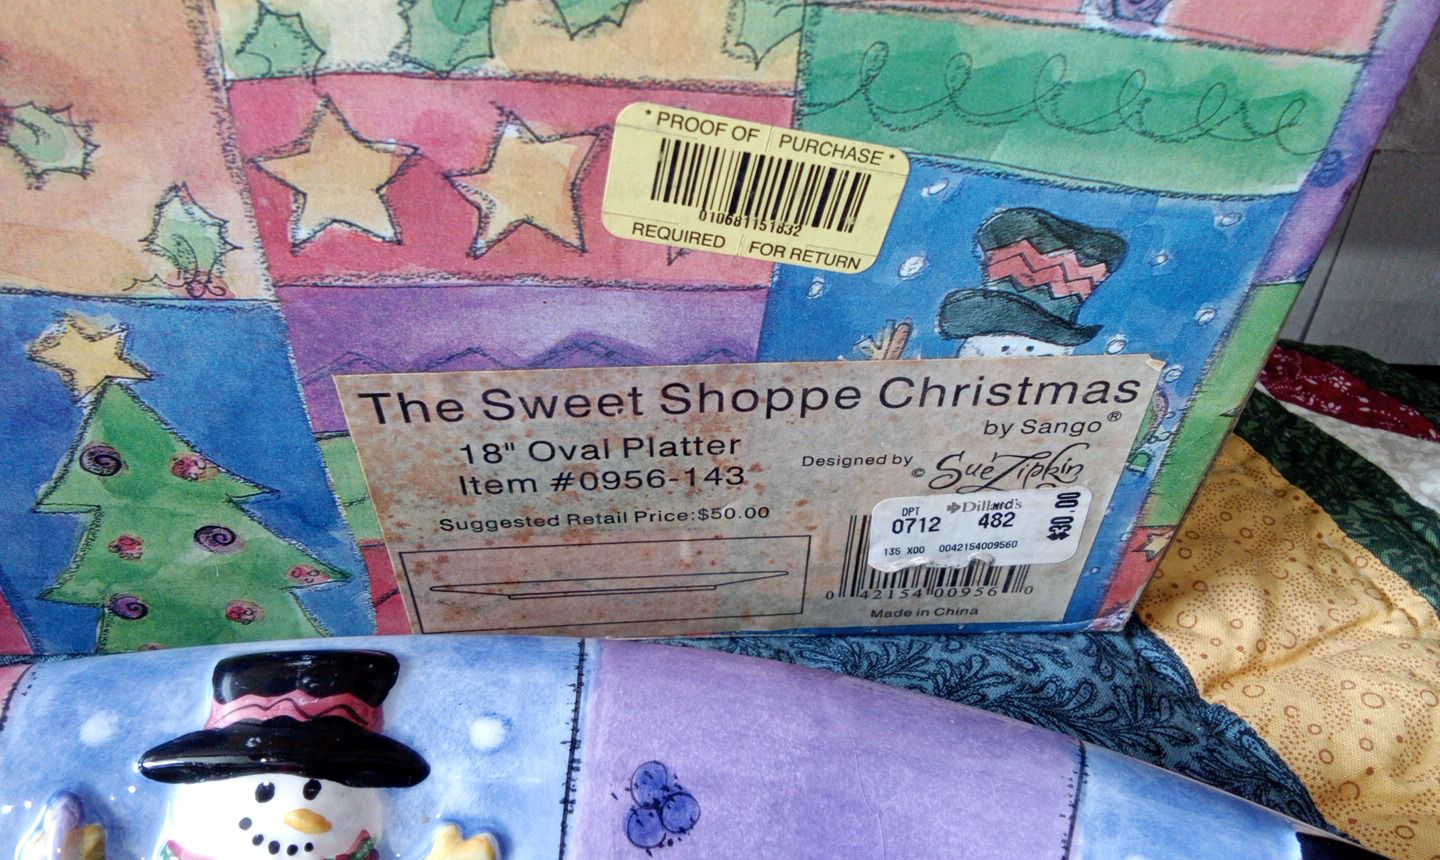 * PROOF OF PURCHASE *
010681151832
REQUIRED FOR RETURN
The Sweet Shoppe Christmas
by Sango®
18" Oval Platter
Item #0956-143
Designed by © Sue Zipkin
Suggested Retail Price:$50.00
Dillard's
DPT
0712 482
$30.00
135 X00 0042154009560
0 42154 00956 0
Made in China